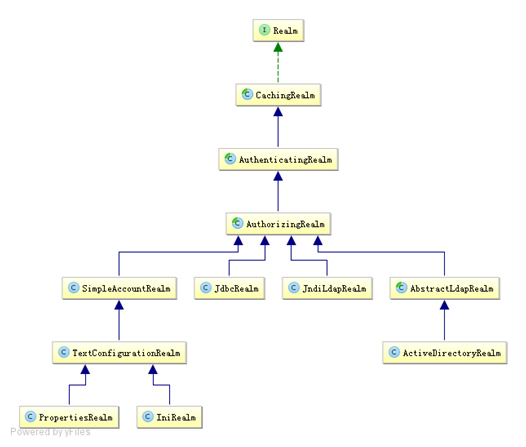 I Realm
C CachingRealm
C AuthenticatingRealm
C AuthorizingRealm
C SimpleAccountRealm C JdbcRealm C JndiLdapRealm C AbstractLdapRealm
C TextConfigurationRealm C ActiveDirectoryRealm
C PropertiesRealm C IniRealm
Powered by yFiles